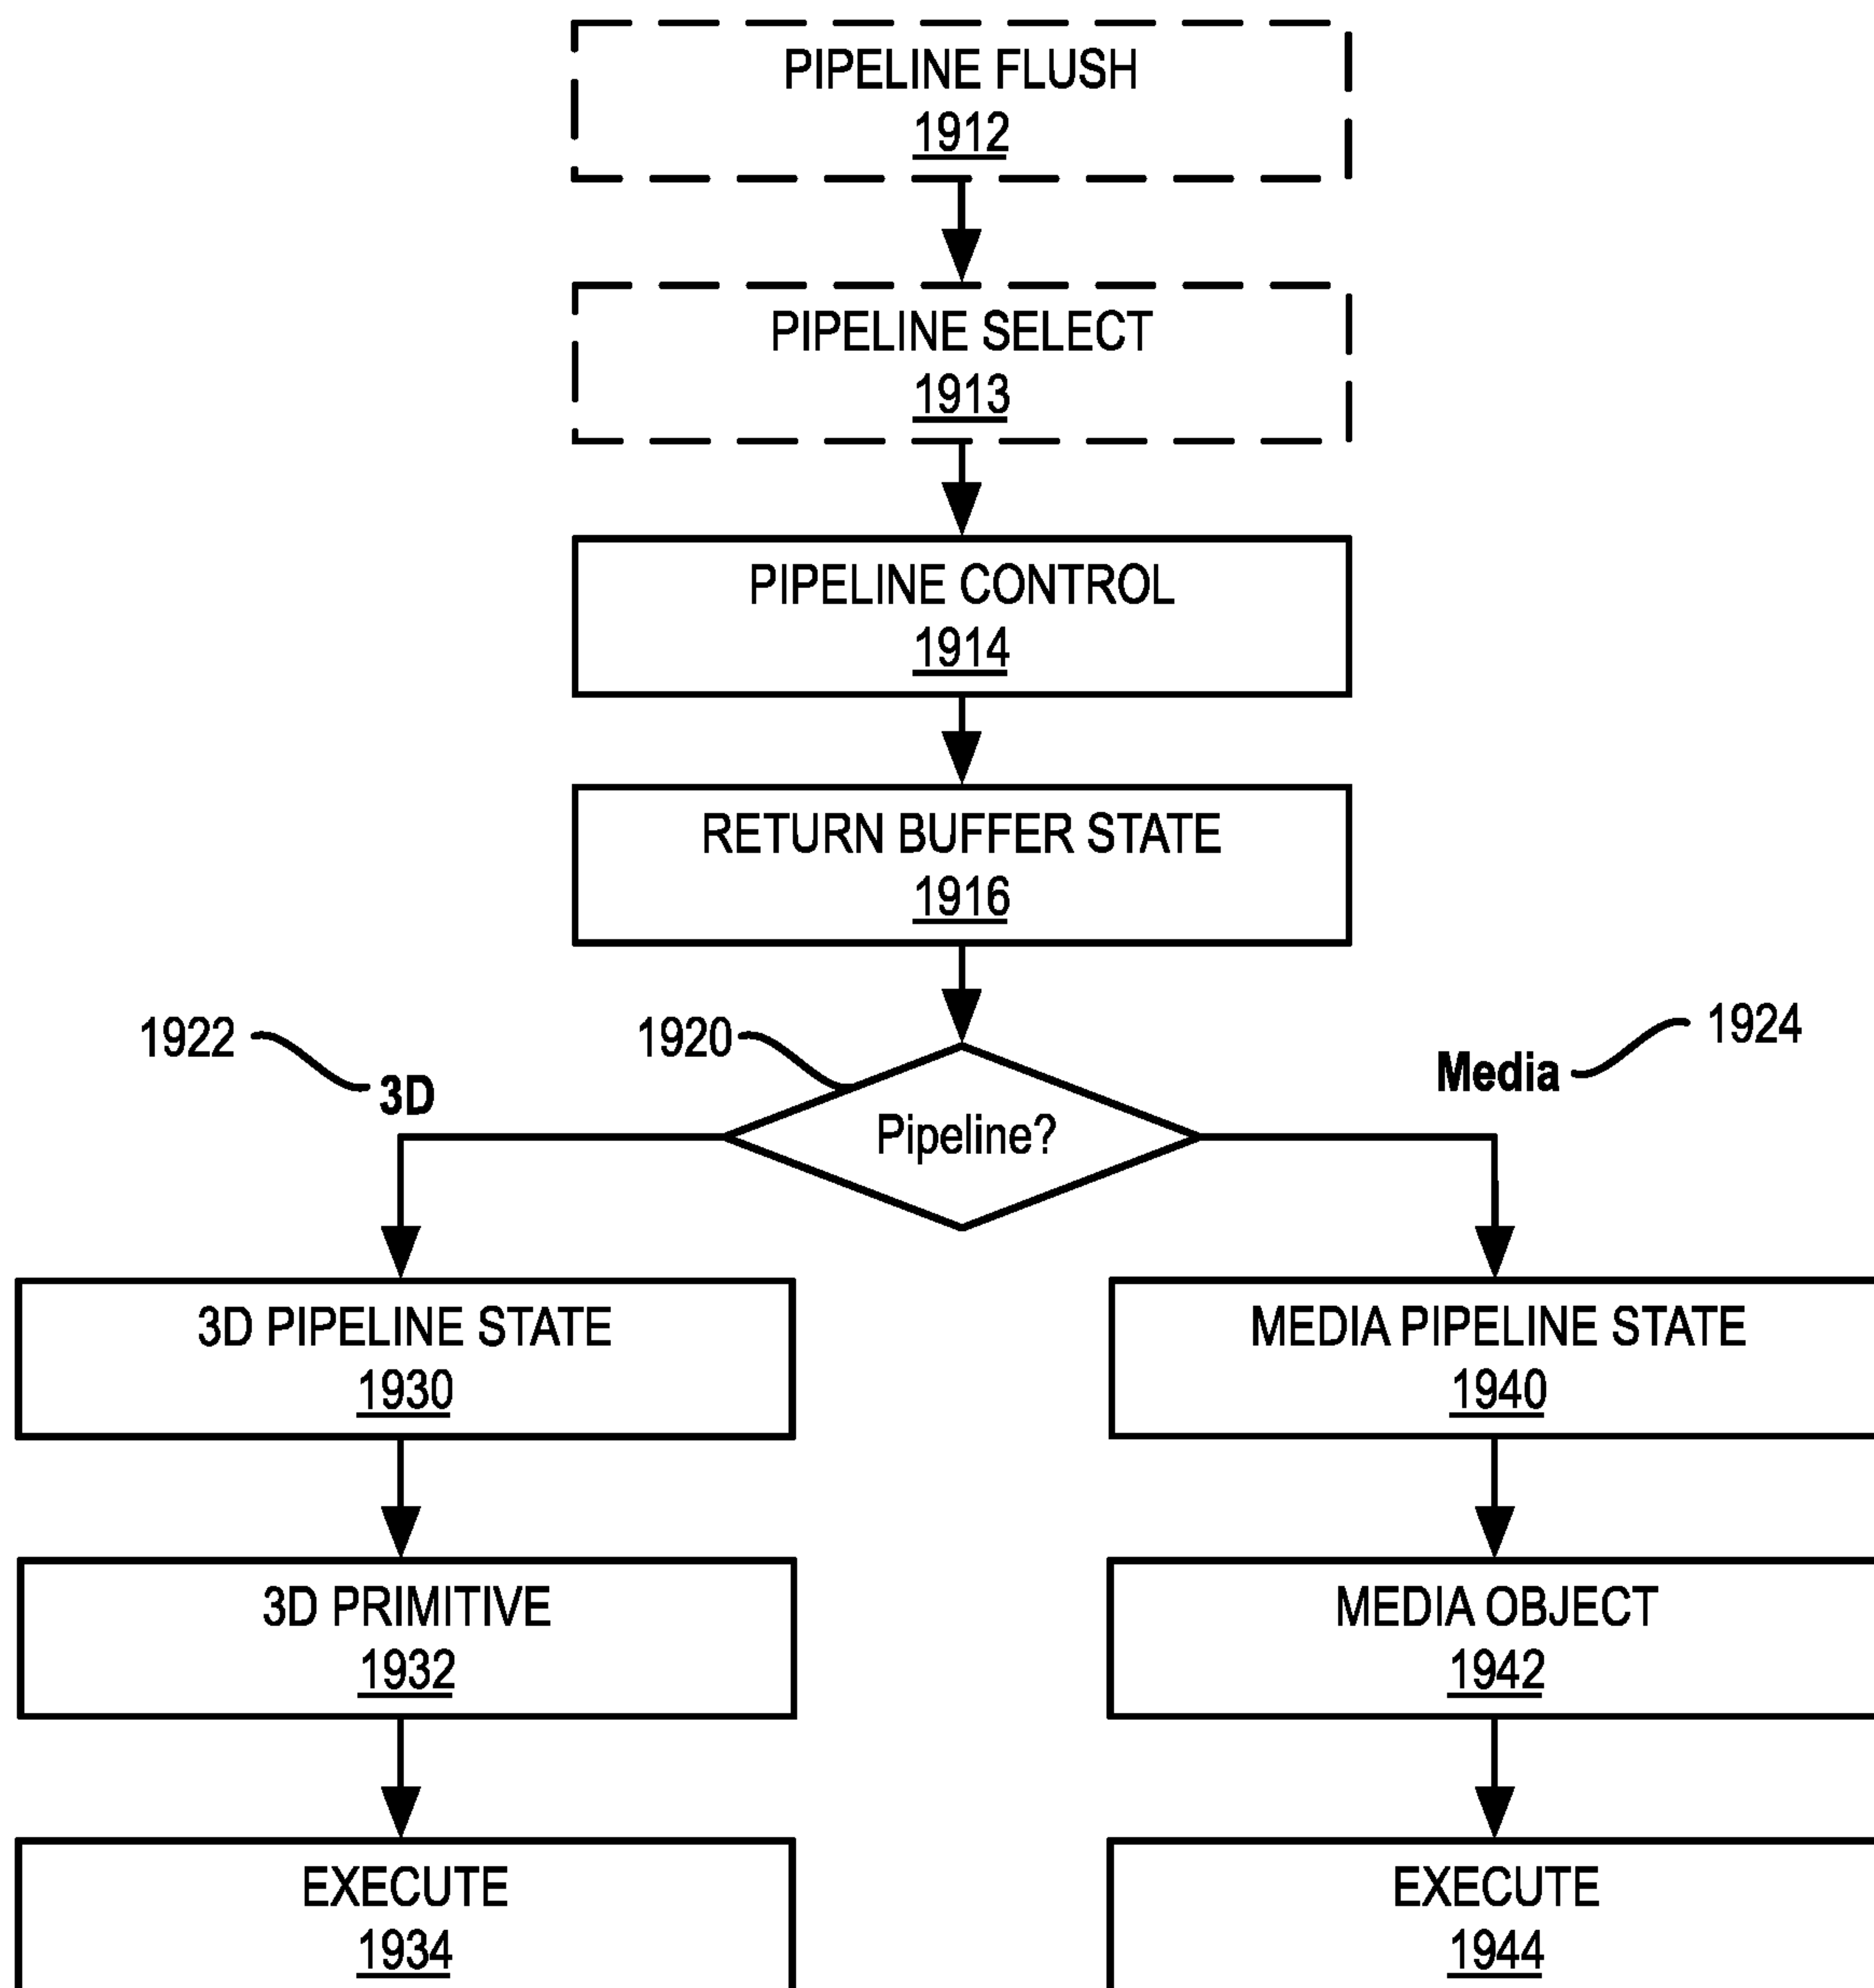 PIPELINE FLUSH
1912
PIPELINE SELECT
1913
PIPELINE CONTROL
1914
RETURN BUFFER STATE
1916
1922
1920
1924
3D
Media
Pipeline?
3D PIPELINE STATE
1930
MEDIA PIPELINE STATE
1940
3D PRIMITIVE
1932
MEDIA OBJECT
1942
EXECUTE
1934
EXECUTE
1944